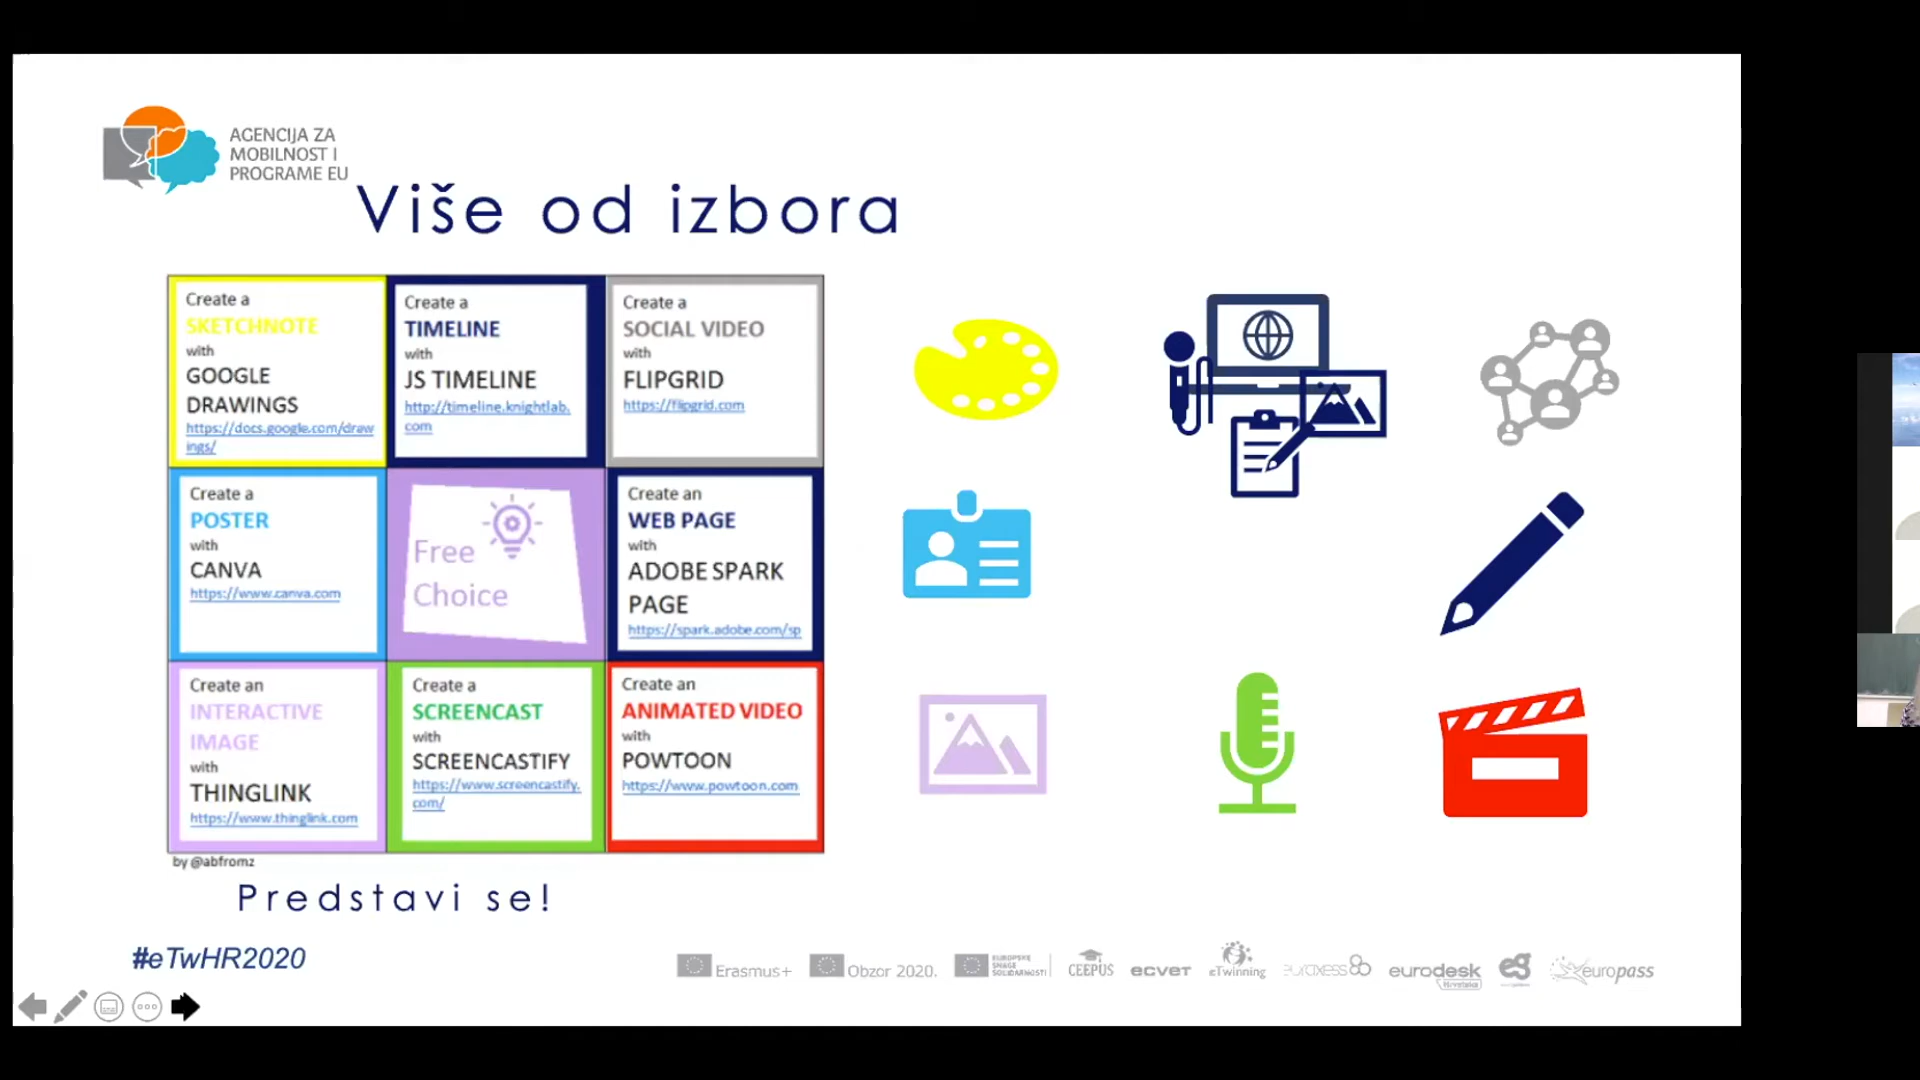 AGENCIJA ZA
MOBILNOST I
PROGRAME EU
Više od izbora
Create a
SKETCHNOTE
with
GOOGLE
DRAWINGS
https://docs.google.com/draw
ings/
Create a
TIMELINE
with
JS TIMELINE
http://timeline.knightlab.
com
Create a
SOCIAL VIDEO
with
FLIPGRID
https://flipgrid.com
Create a
POSTER
with
CANVA
https://www.canva.com
Free
Choice
Create an
WEB PAGE
with
ADOBE SPARK
PAGE
https://spark.adobe.com/sp
Create an
INTERACTIVE
IMAGE
with
THINGLINK
https://www.thinglink.com
Create a
SCREENCAST
with
SCREENCASTIFY
https://www.screencastify.
com/
Create an
ANIMATED VIDEO
with
POWTOON
https://www.powtoon.com
by @abfromz
Predstavi se!
#eTwHR2020
Erasmus+
Obzor 2020.
EUROPSKE
SNAGE
SOLIDARNOSTI
CEEPUS
ecvet
eTwinning
euraxess
eurodesk
Hrvatska
europass